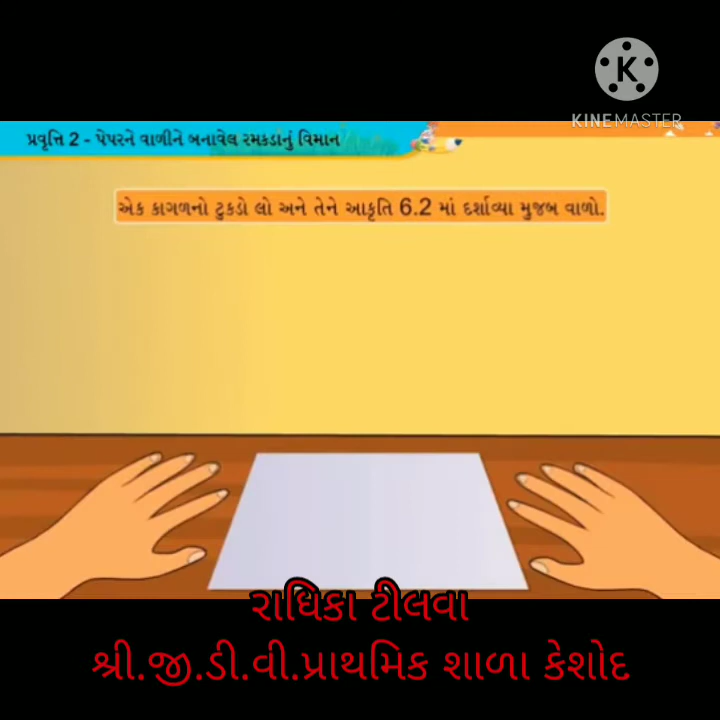 KINEMASTER
પ્રવૃત્તિ 2 - પેપરને વાળીને બનાવેલ રમકડાનું વિમાન
એક કાગળનો ટુકડો લો અને તેને આકૃતિ 6.2 માં દર્શાવ્યા મુજબ વાળો.
રાધિકા ટીલવા
શ્રી.જી.ડી.વી.પ્રાથમિક શાળા કેશોદ